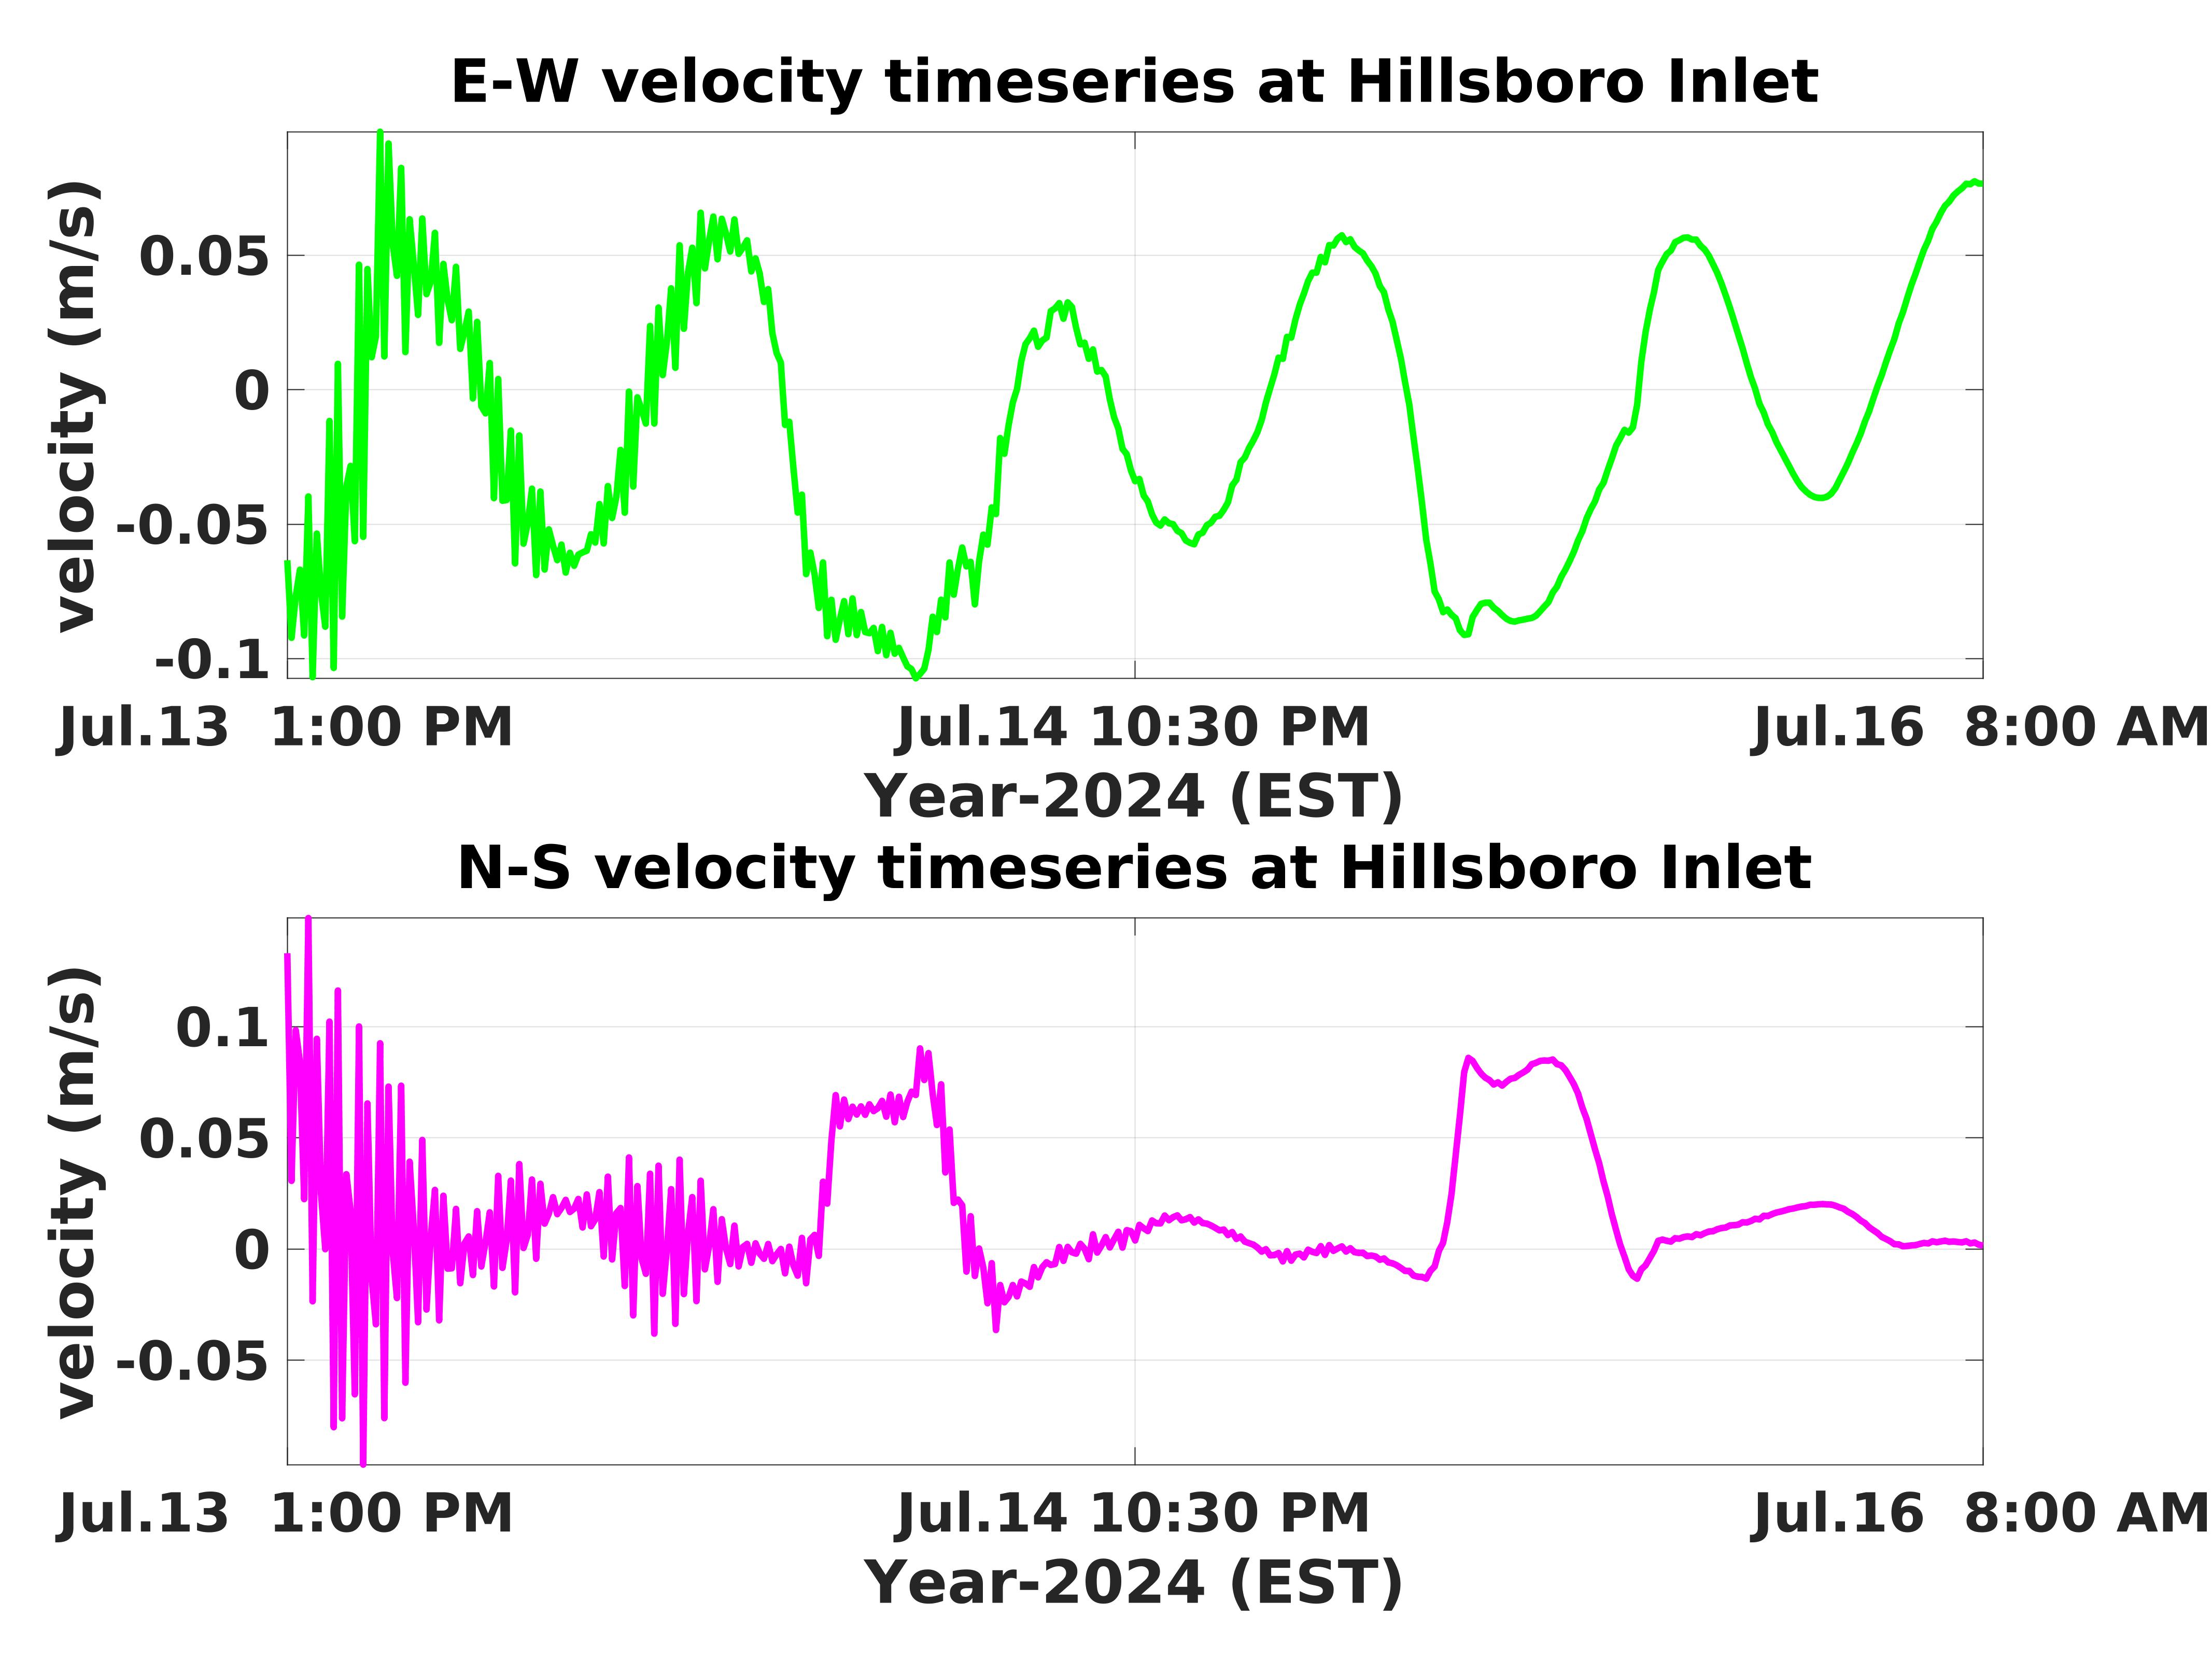 E-W velocity timeseries at Hillsboro Inlet
velocity (m/s)
0.05
0
-0.05
-0.1
Jul.13  1:00 PM
Jul.14 10:30 PM
Jul.16  8:00 AM
Year-2024 (EST)
N-S velocity timeseries at Hillsboro Inlet
velocity (m/s)
0.1
0.05
0
-0.05
Jul.13  1:00 PM
Jul.14 10:30 PM
Jul.16  8:00 AM
Year-2024 (EST)